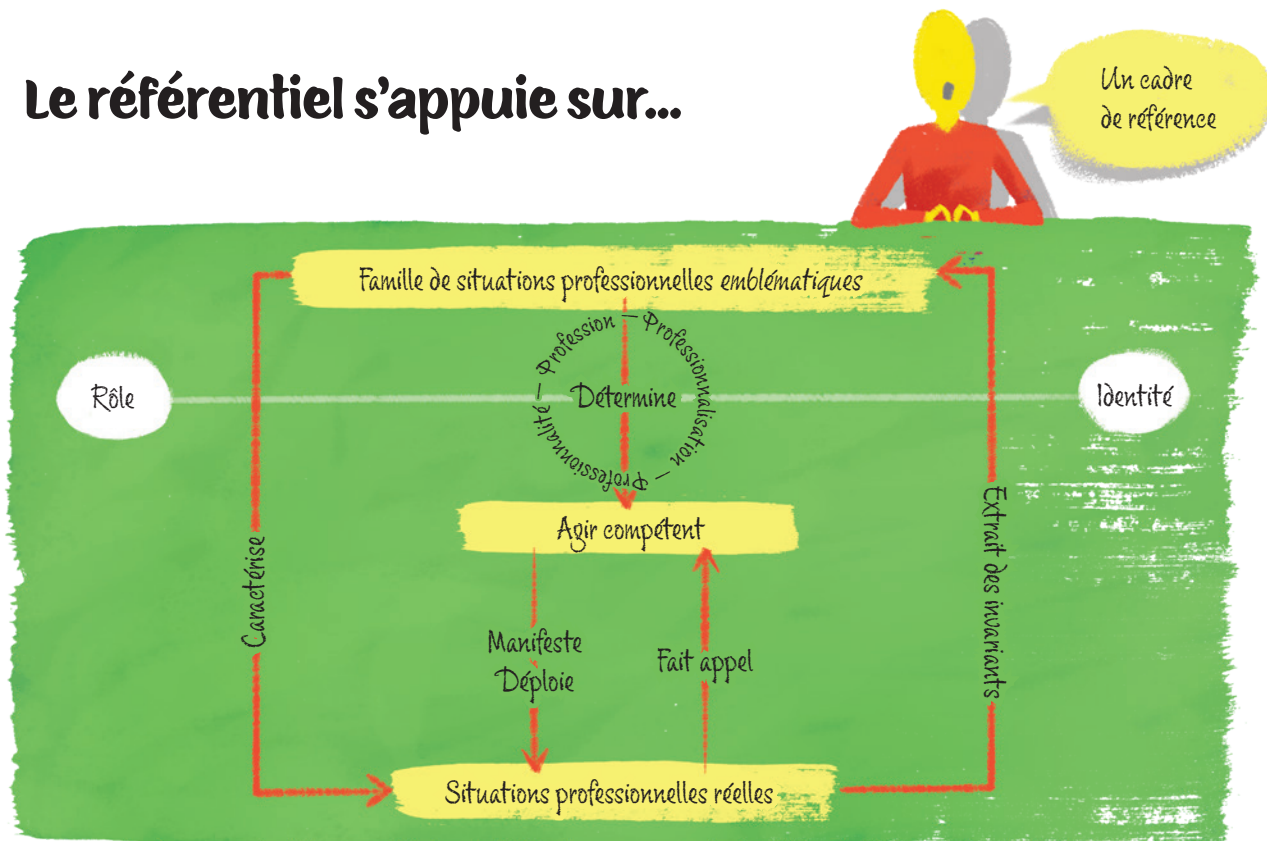 Le référentiel s'appuie sur...
Un cadre
de référence
Famille de situations professionnelles emblématiques
Profession – Professionnalisation – Professionnalité –
Rôle
Détermine
Identité
Agir compétent
Caractérise
Extrait des invariants
Manifeste
Déploie
Fait appel
Situations professionnelles réelles